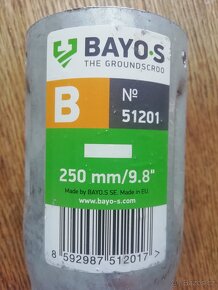 BAYO·S
THE GROUNDSCROO
B
№
51201
250 mm/9.8"
Made by BAYO.S SE. Made in EU.
www.bayo-s.com
8 592987 512017 >